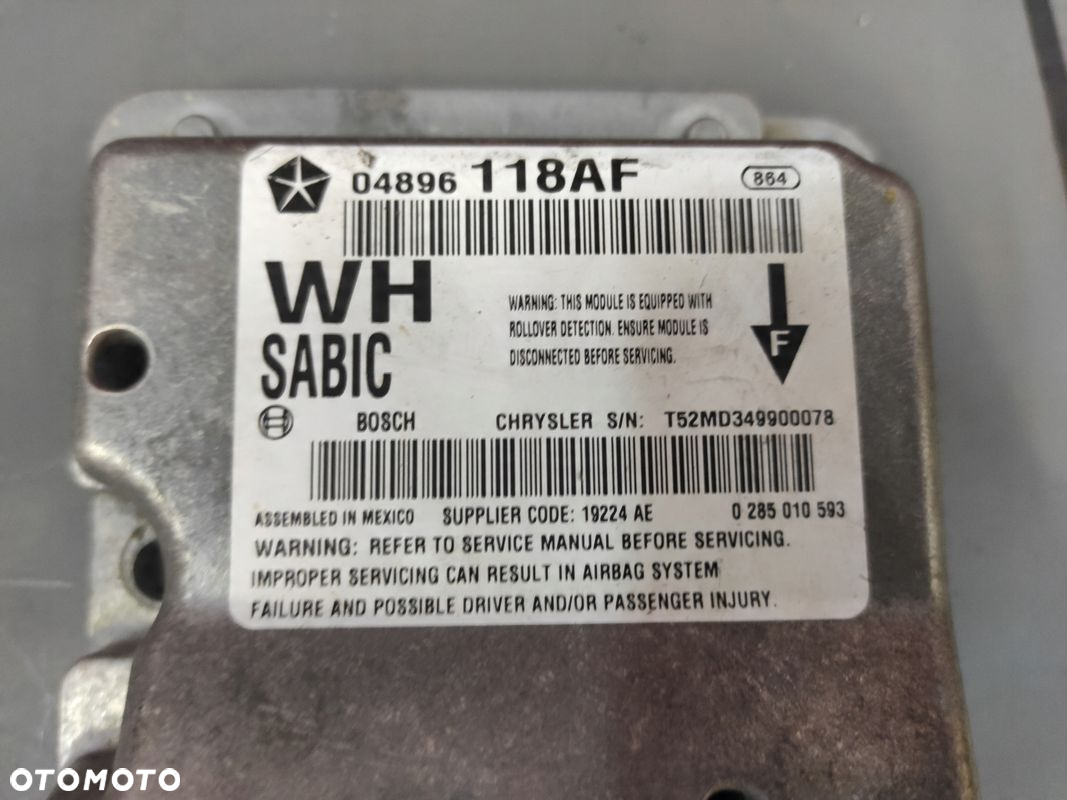 04896 118AF 864
WH
SABIC
WARNING: THIS MODULE IS EQUIPPED WITH
ROLLOVER DETECTION. ENSURE MODULE IS
DISCONNECTED BEFORE SERVICING.
F
BOSCH CHRYSLER S/N: T52MD349900078
ASSEMBLED IN MEXICO SUPPLIER CODE: 19224 AE 0 285 010 593
WARNING: REFER TO SERVICE MANUAL BEFORE SERVICING.
IMPROPER SERVICING CAN RESULT IN AIRBAG SYSTEM
FAILURE AND POSSIBLE DRIVER AND/OR PASSENGER INJURY.
OTOMOTO